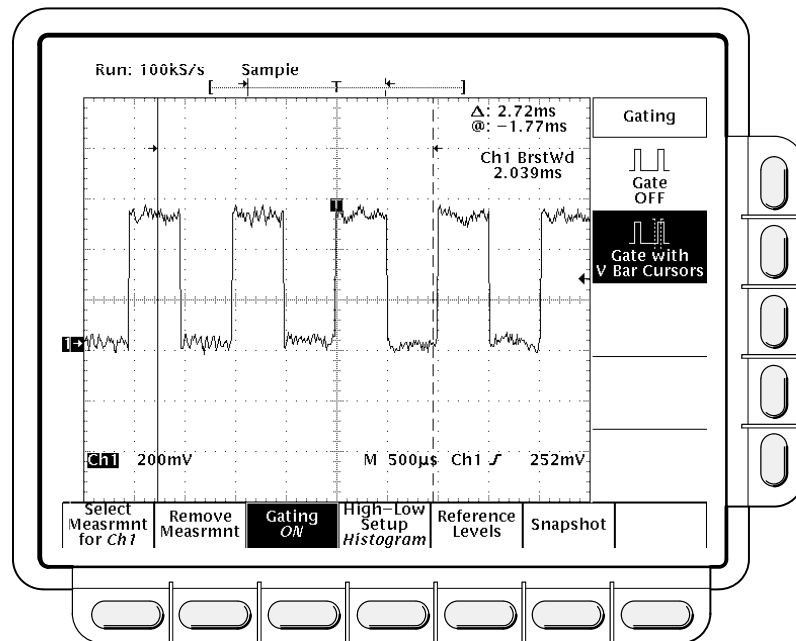 Run: 100kS/s Sample
[ T ]
Δ: 2.72ms
@: −1.77ms
Ch1 BrstWd
2.039ms
T
1
Ch1 200mV M 500µs Ch1 252mV
Gating
Gate
OFF
Gate with
V Bar Cursors
Select
Measrmnt
for Ch1
Remove
Measrmnt
Gating
ON
High−Low
Setup
Histogram
Reference
Levels
Snapshot